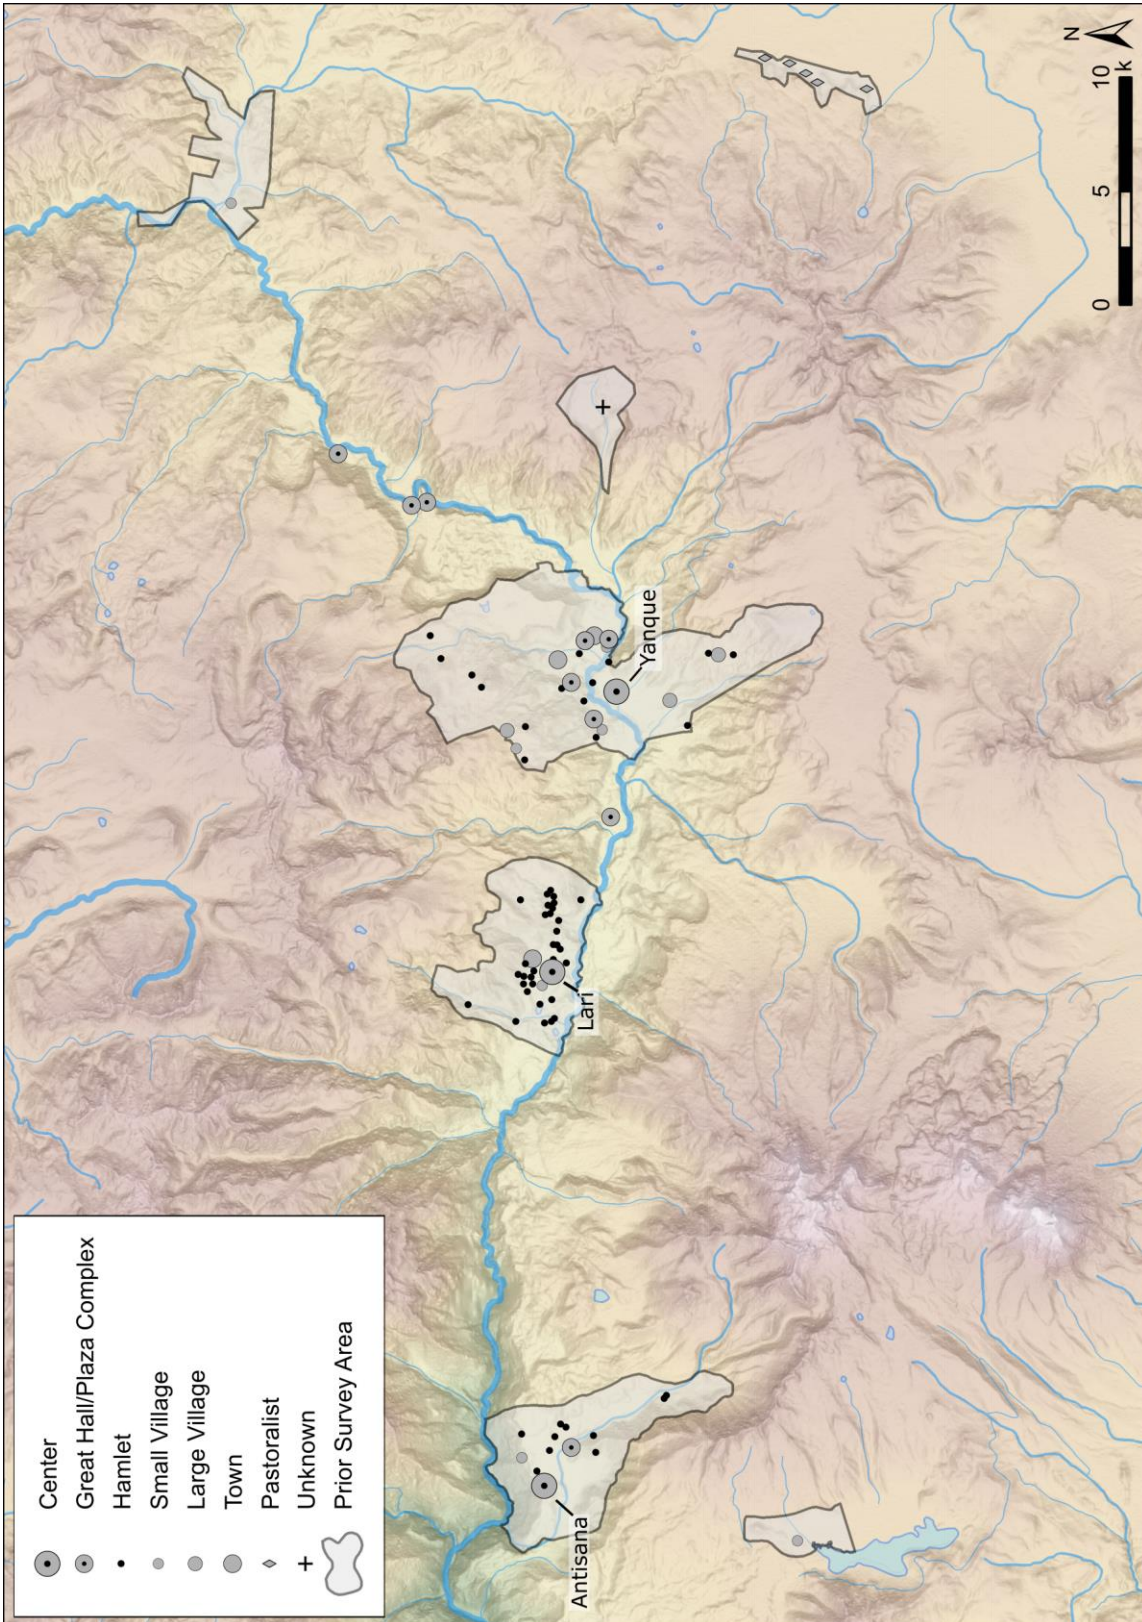 Center
Great Hall/Plaza Complex
Hamlet
Small Village
Large Village
Town
Pastoralist
Unknown
Prior Survey Area
Antisana
Lari
Yanque
0 5 10
k
N